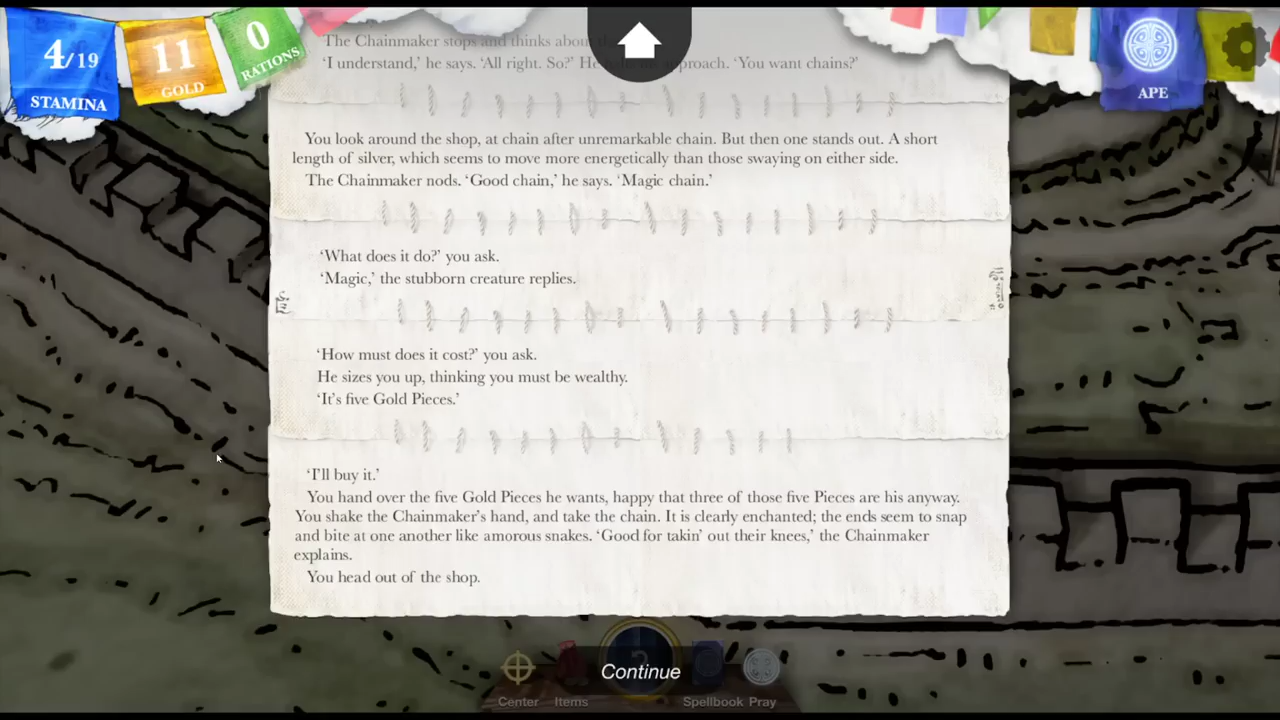 4/19
STAMINA
11
GOLD
0
RATIONS
APE
The Chainmaker stops and thinks about
'I understand,' he says. 'All right. So?' He approach. 'You want chains?'
You look around the shop, at chain after unremarkable chain. But then one stands out. A short
length of silver, which seems to move more energetically than those swaying on either side.
The Chainmaker nods. 'Good chain,' he says. 'Magic chain.'
'What does it do?' you ask.
'Magic,' the stubborn creature replies.
'How must does it cost?' you ask.
He sizes you up, thinking you must be wealthy.
'It's five Gold Pieces.'
'I'll buy it.'
You hand over the five Gold Pieces he wants, happy that three of those five Pieces are his anyway.
You shake the Chainmaker's hand, and take the chain. It is clearly enchanted; the ends seem to snap
and bite at one another like amorous snakes. 'Good for takin' out their knees,' the Chainmaker
explains.
You head out of the shop.
Continue
Center
Items
Spellbook
Pray